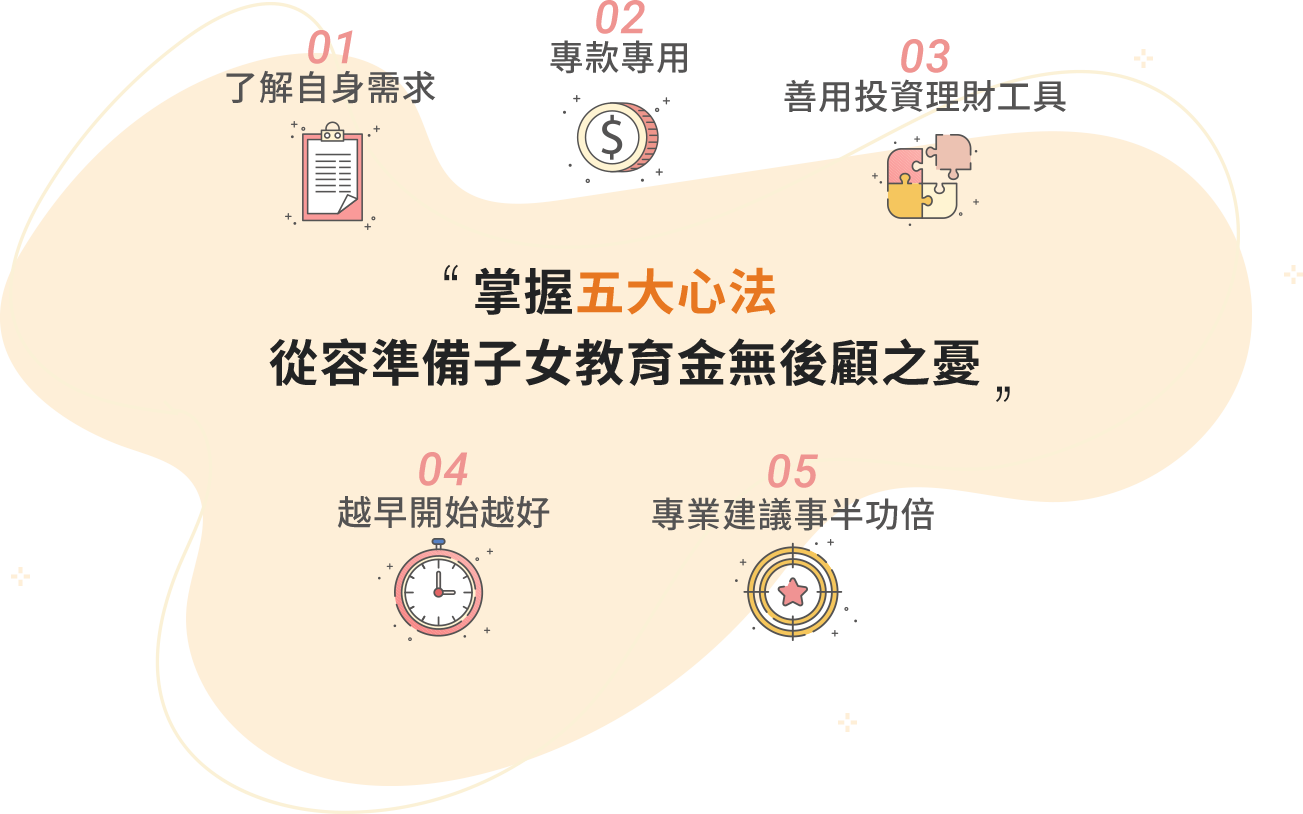 01
了解自身需求
02
專款專用
03
善用投資理財工具
“ 掌握五大心法
從容準備子女教育金無後顧之憂 ”
04
越早開始越好
05
專業建議事半功倍